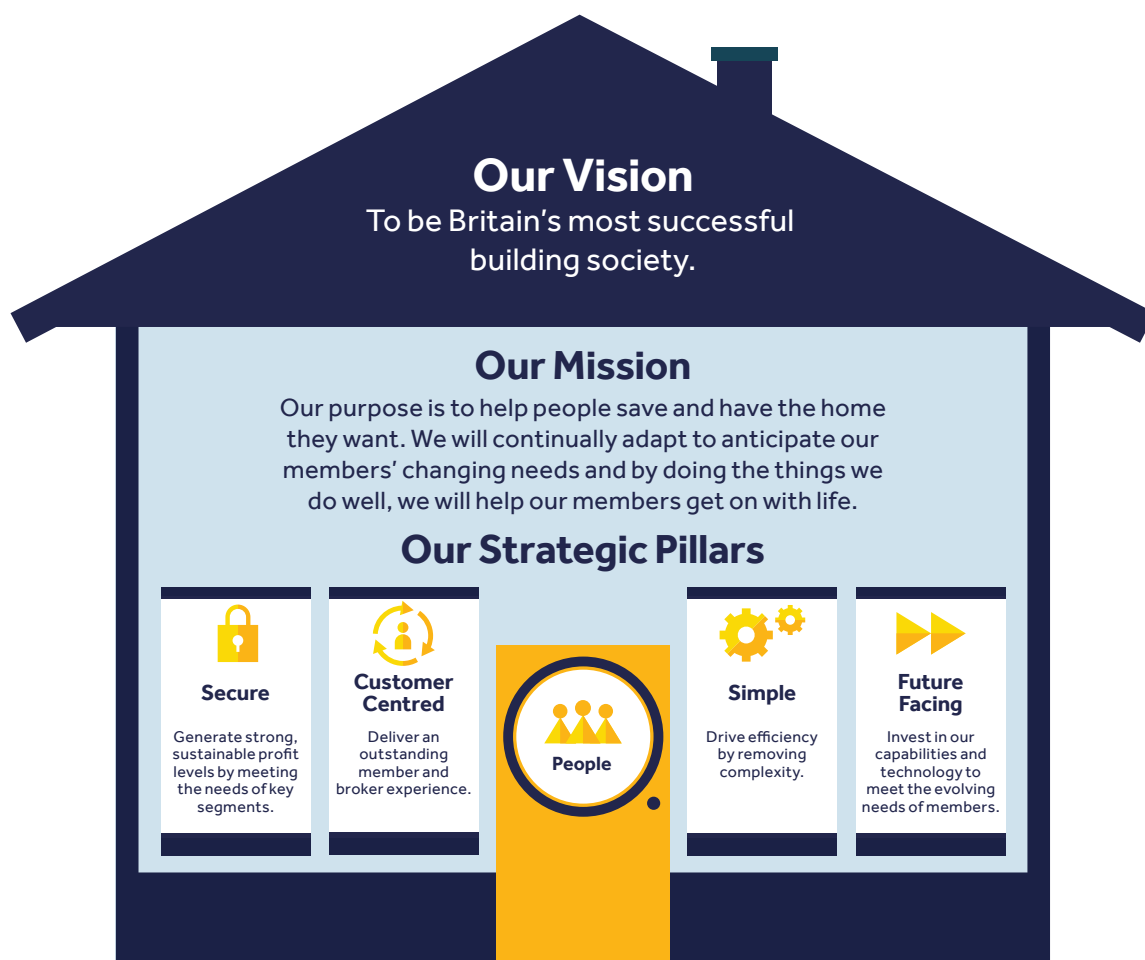 Our Vision
To be Britain’s most successful
building society.
Our Mission
Our purpose is to help people save and have the home
they want. We will continually adapt to anticipate our
members’ changing needs and by doing the things we
do well, we will help our members get on with life.
Our Strategic Pillars
Secure
Generate strong,
sustainable profit
levels by meeting
the needs of key
segments.
Customer
Centred
Deliver an
outstanding
member and
broker experience.
People
Simple
Drive efficiency
by removing
complexity.
Future
Facing
Invest in our
capabilities and
technology to
meet the evolving
needs of members.